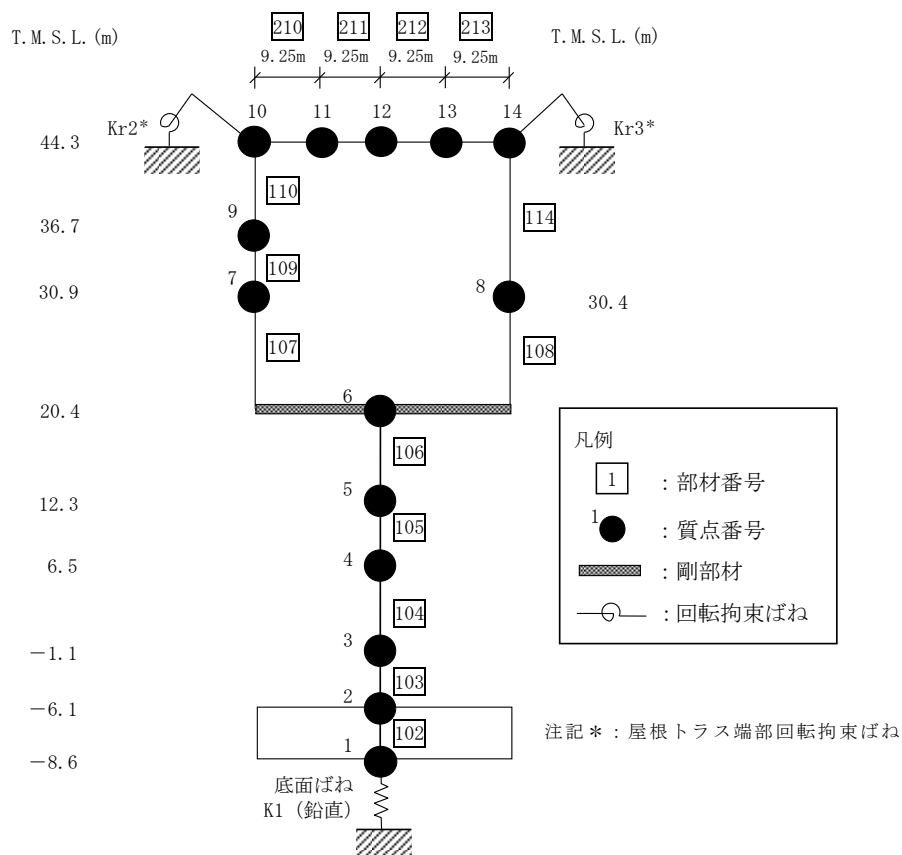 210 211 212 213
T.M.S.L.(m) T.M.S.L.(m)
9.25m 9.25m 9.25m 9.25m
10 11 12 13 14
Kr2* Kr3*
44.3
110
9 114
36.7
109
7 8
30.9 30.4
107 108
6
20.4
106
凡例
1 : 部材番号
5
12.3
105
1 : 質点番号
4
6.5
: 剛部材
104
: 回転拘束ばね
3
-1.1
103
2
-6.1
102
注記＊ : 屋根トラス端部回転拘束ばね
1
-8.6
底面ばね
K1 (鉛直)